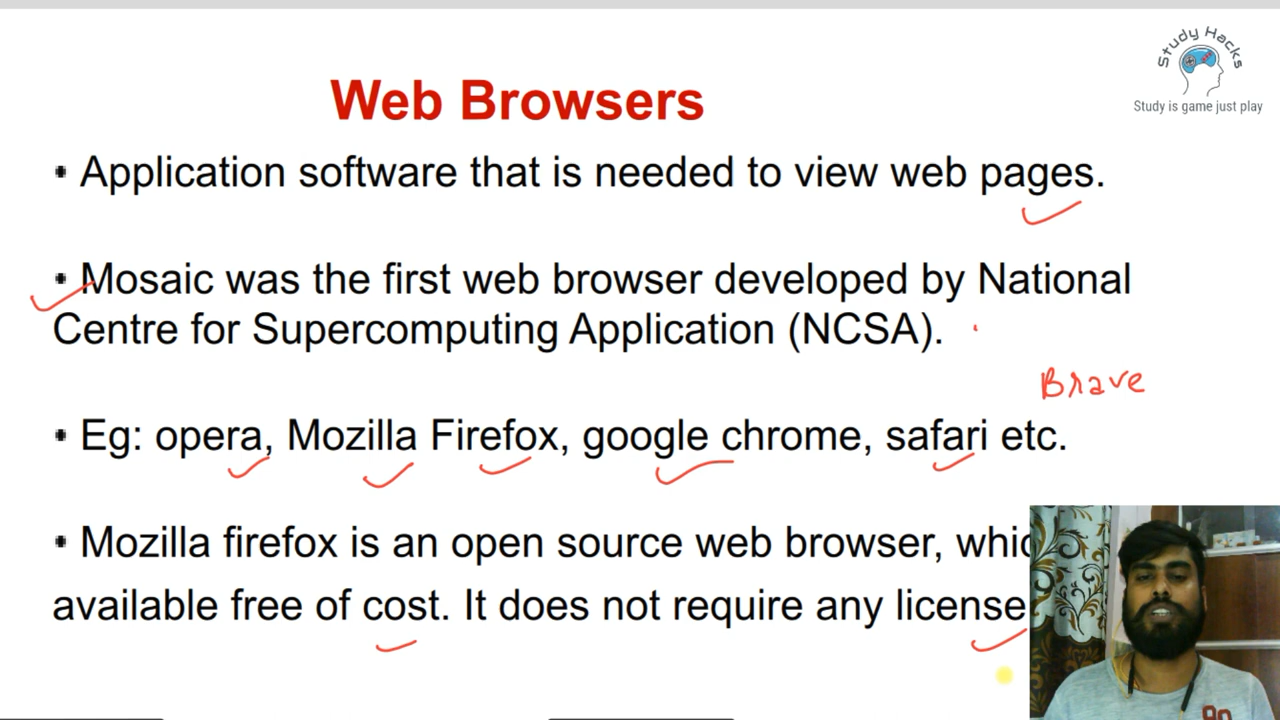 Study Hacks
Study is game just play
Web Browsers
▪ Application software that is needed to view web pages.
▪ Mosaic was the first web browser developed by National
Centre for Supercomputing Application (NCSA).
Brave
▪ Eg: opera, Mozilla Firefox, google chrome, safari etc.
▪ Mozilla firefox is an open source web browser,
available free of cost. It does not require any license